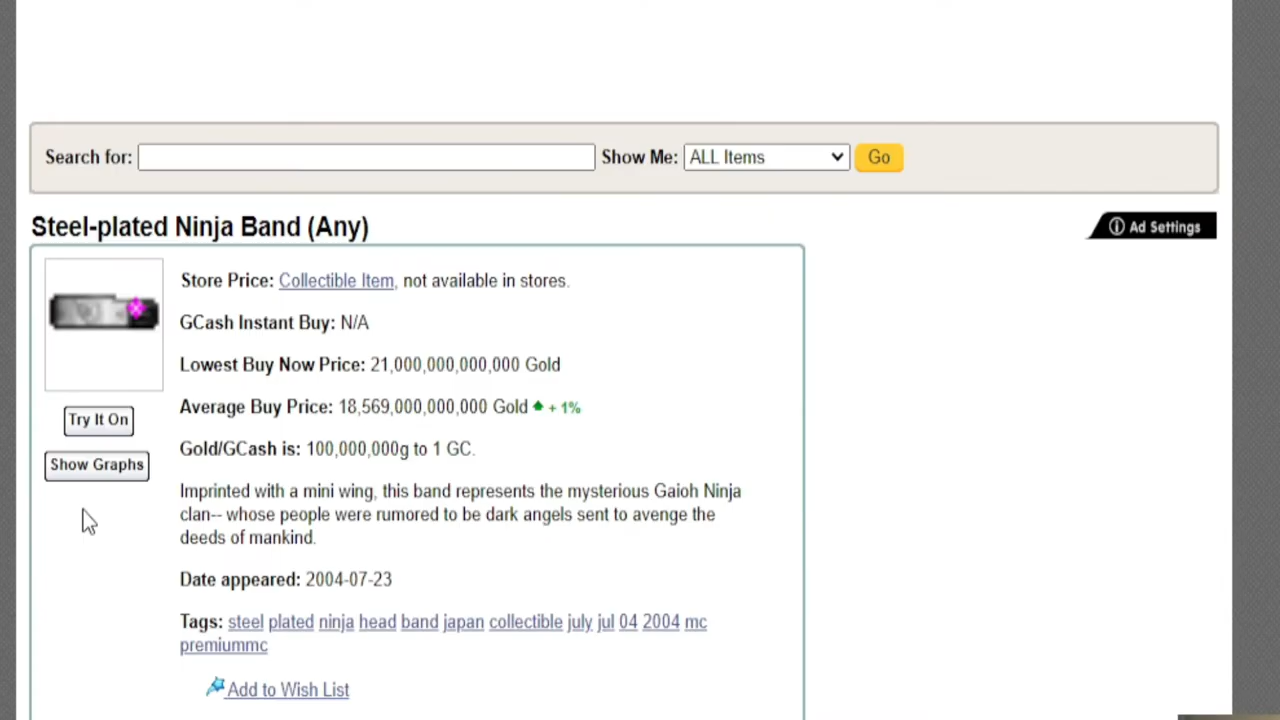 Search for: Show Me: ALL Items Go
Steel-plated Ninja Band (Any)
Ad Settings
Store Price: Collectible Item, not available in stores.
GCash Instant Buy: N/A
Lowest Buy Now Price: 21,000,000,000,000 Gold
Average Buy Price: 18,569,000,000,000 Gold + 1%
Try It On
Gold/GCash is: 100,000,000g to 1 GC.
Show Graphs
Imprinted with a mini wing, this band represents the mysterious Gaioh Ninja
clan-- whose people were rumored to be dark angels sent to avenge the
deeds of mankind.
Date appeared: 2004-07-23
Tags: steel plated ninja head band japan collectible july jul 04 2004 mc
premiummc
Add to Wish List